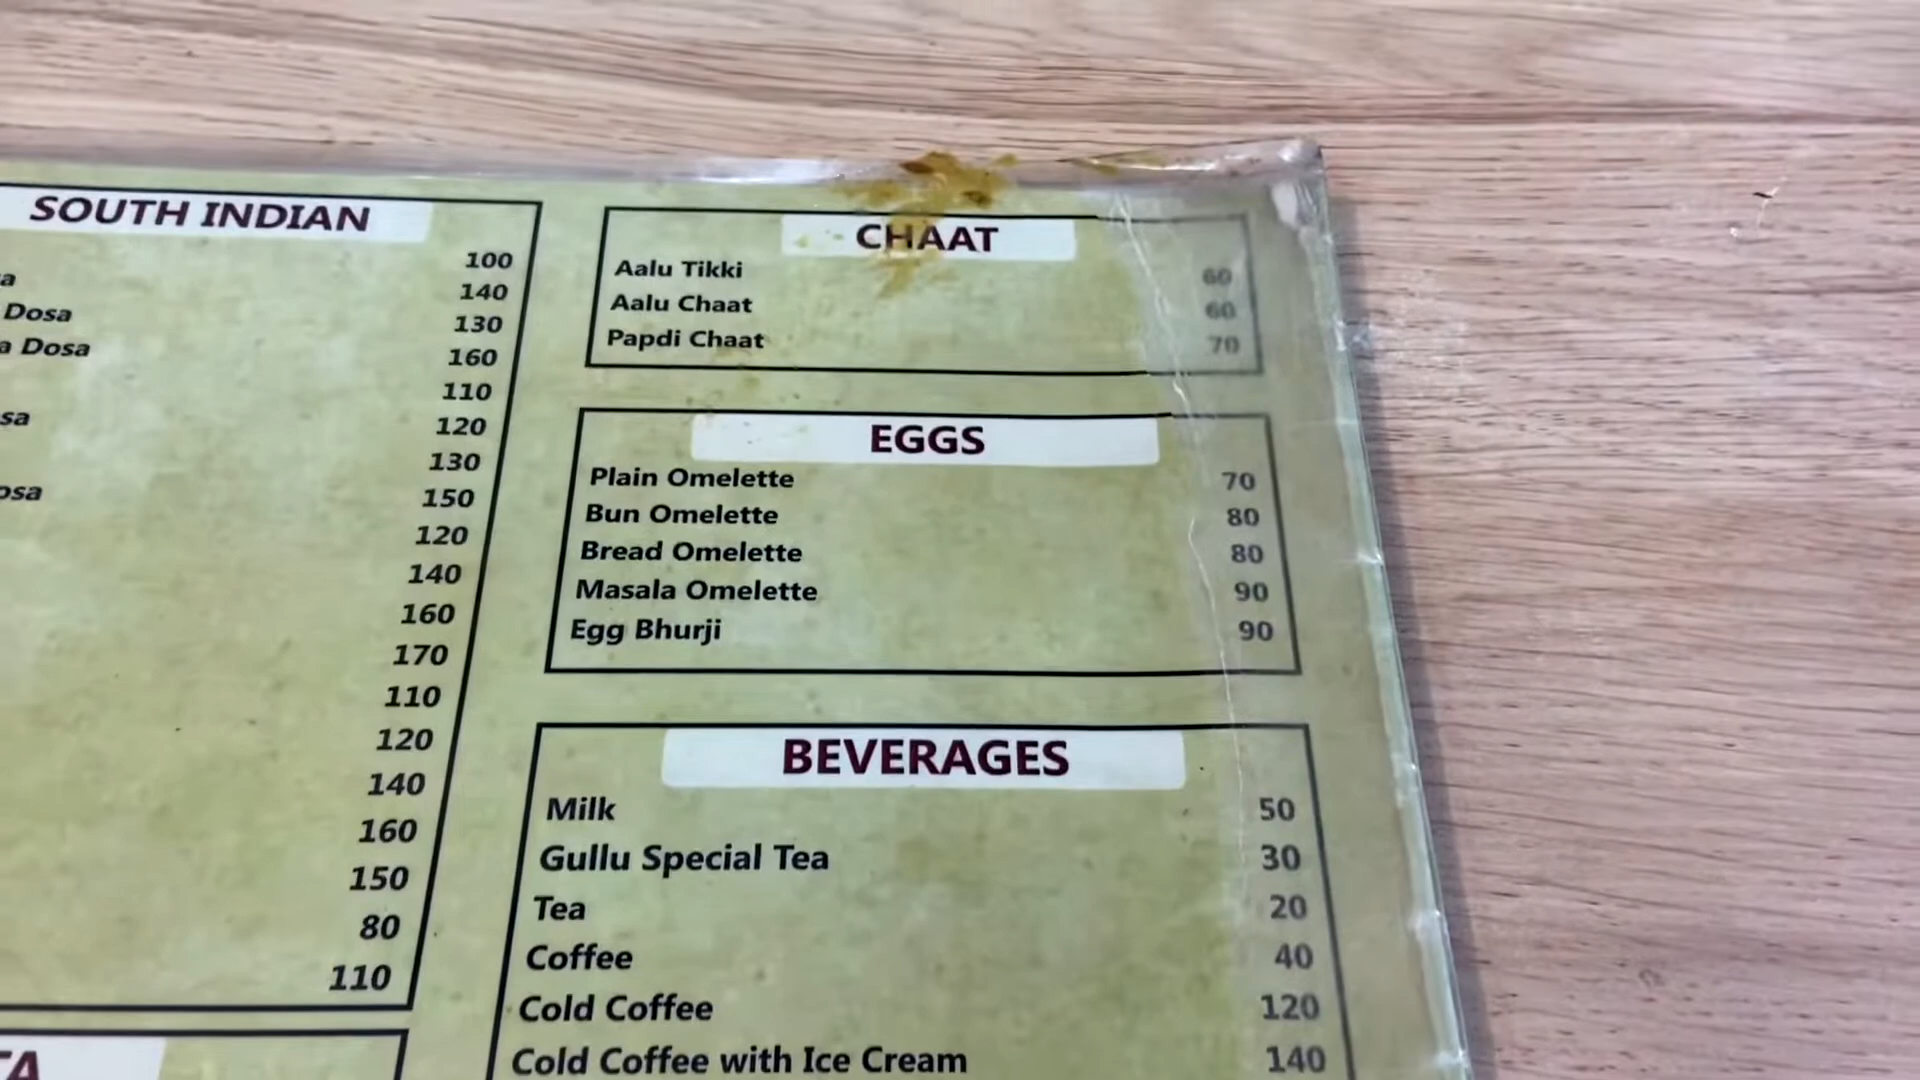 SOUTH INDIAN
100
a 140
Dosa 130
a Dosa 160
110
sa 120
130
osa 150
120
140
160
170
110
120
140
160
150
80
110
TA
CHAAT
Aalu Tikki 60
Aalu Chaat 60
Papdi Chaat 70
EGGS
Plain Omelette 70
Bun Omelette 80
Bread Omelette 80
Masala Omelette 90
Egg Bhurji 90
BEVERAGES
Milk 50
Gullu Special Tea 30
Tea 20
Coffee 40
Cold Coffee 120
Cold Coffee with Ice Cream 140